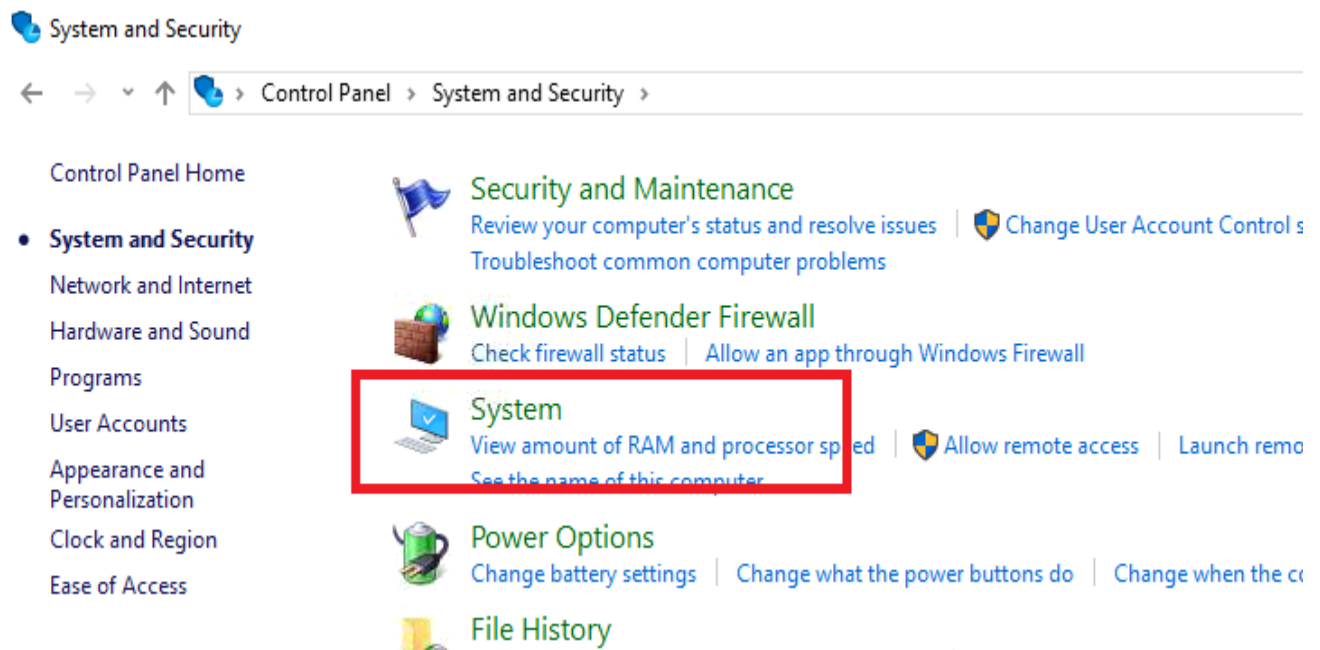 System and Security
Control Panel > System and Security >
Control Panel Home
System and Security
Network and Internet
Hardware and Sound
Programs
User Accounts
Appearance and
Personalization
Clock and Region
Ease of Access
Security and Maintenance
Review your computer's status and resolve issues | Change User Account Control s
Troubleshoot common computer problems
Windows Defender Firewall
Check firewall status | Allow an app through Windows Firewall
System
View amount of RAM and processor speed | Allow remote access | Launch remo
See the name of this computer
Power Options
Change battery settings | Change what the power buttons do | Change when the co
File History